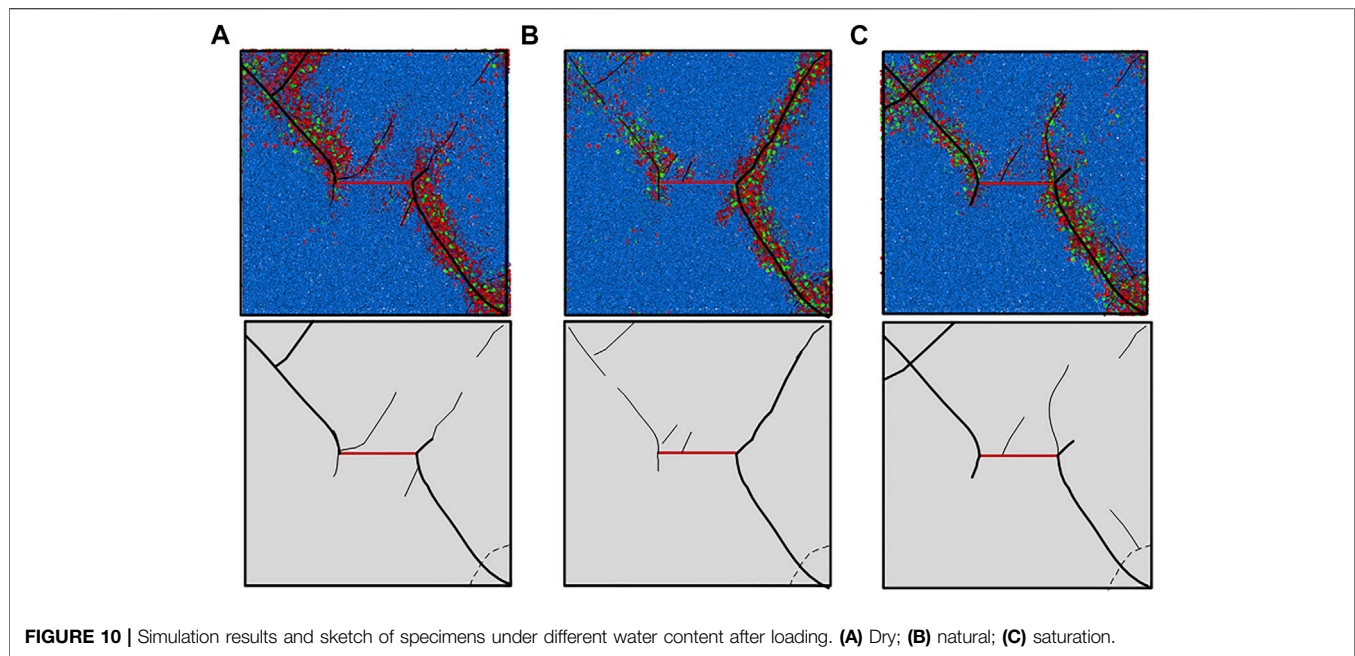 A
B
C
FIGURE 10 | Simulation results and sketch of specimens under different water content after loading. (A) Dry; (B) natural; (C) saturation.